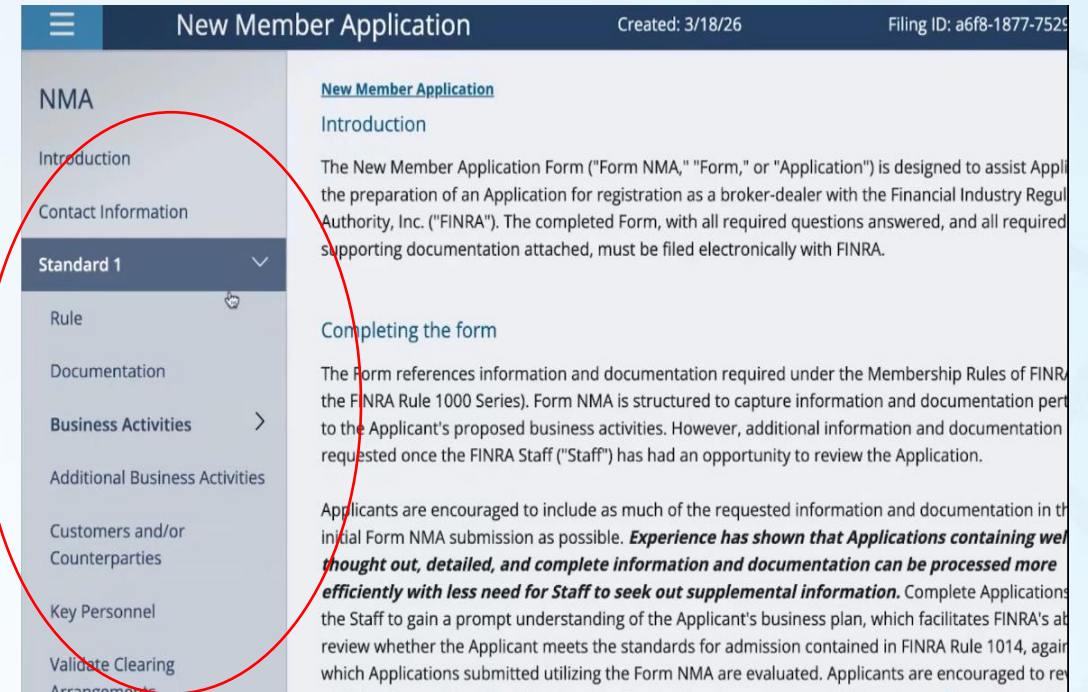 New Member Application
Created: 3/18/26
Filing ID: a6f8-1877-7529
NMA
Introduction
Contact Information
Standard 1
Rule
Documentation
Business Activities
Additional Business Activities
Customers and/or
Counterparties
Key Personnel
Validate Clearing
Arrangements
New Member Application
Introduction
The New Member Application Form ("Form NMA," "Form," or "Application") is designed to assist Appli
the preparation of an Application for registration as a broker-dealer with the Financial Industry Regul
Authority, Inc. ("FINRA"). The completed Form, with all required questions answered, and all required
supporting documentation attached, must be filed electronically with FINRA.
Completing the form
The Form references information and documentation required under the Membership Rules of FINRA
the FINRA Rule 1000 Series). Form NMA is structured to capture information and documentation pert
to the Applicant's proposed business activities. However, additional information and documentation
requested once the FINRA Staff ("Staff") has had an opportunity to review the Application.
Applicants are encouraged to include as much of the requested information and documentation in th
initial Form NMA submission as possible. Experience has shown that Applications containing wel
thought out, detailed, and complete information and documentation can be processed more
efficiently with less need for Staff to seek out supplemental information. Complete Applications
the Staff to gain a prompt understanding of the Applicant's business plan, which facilitates FINRA's ab
review whether the Applicant meets the standards for admission contained in FINRA Rule 1014, again
which Applications submitted utilizing the Form NMA are evaluated. Applicants are encouraged to rev